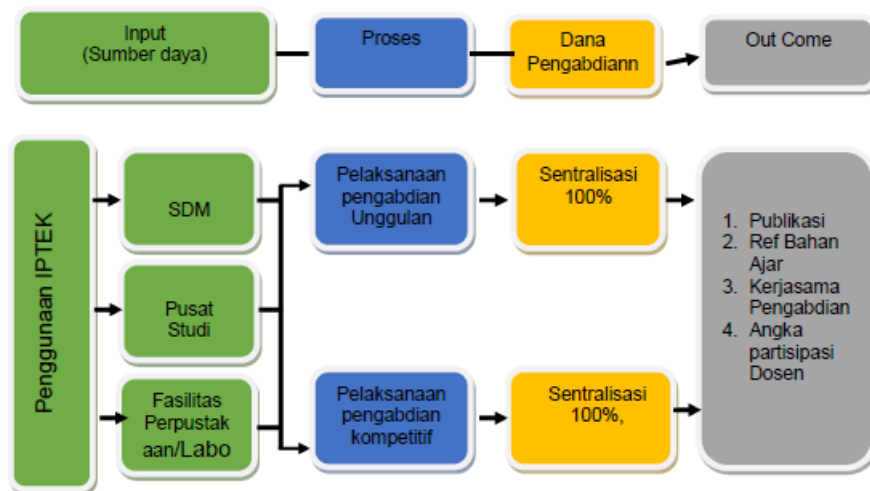 Input
(Sumber daya)
Proses
Dana
Pengabdiann
Out Come
Penggunaan IPTEK
SDM
Pusat
Studi
Fasilitas
Perpustak
aan/Labo
Pelaksanaan
pengabdian
Unggulan
Sentralisasi
100%
Pelaksanaan
pengabdian
kompetitif
Sentralisasi
100%,
1. Publikasi
2. Ref Bahan
Ajar
3. Kerjasama
Pengabdian
4. Angka
partisipasi
Dosen